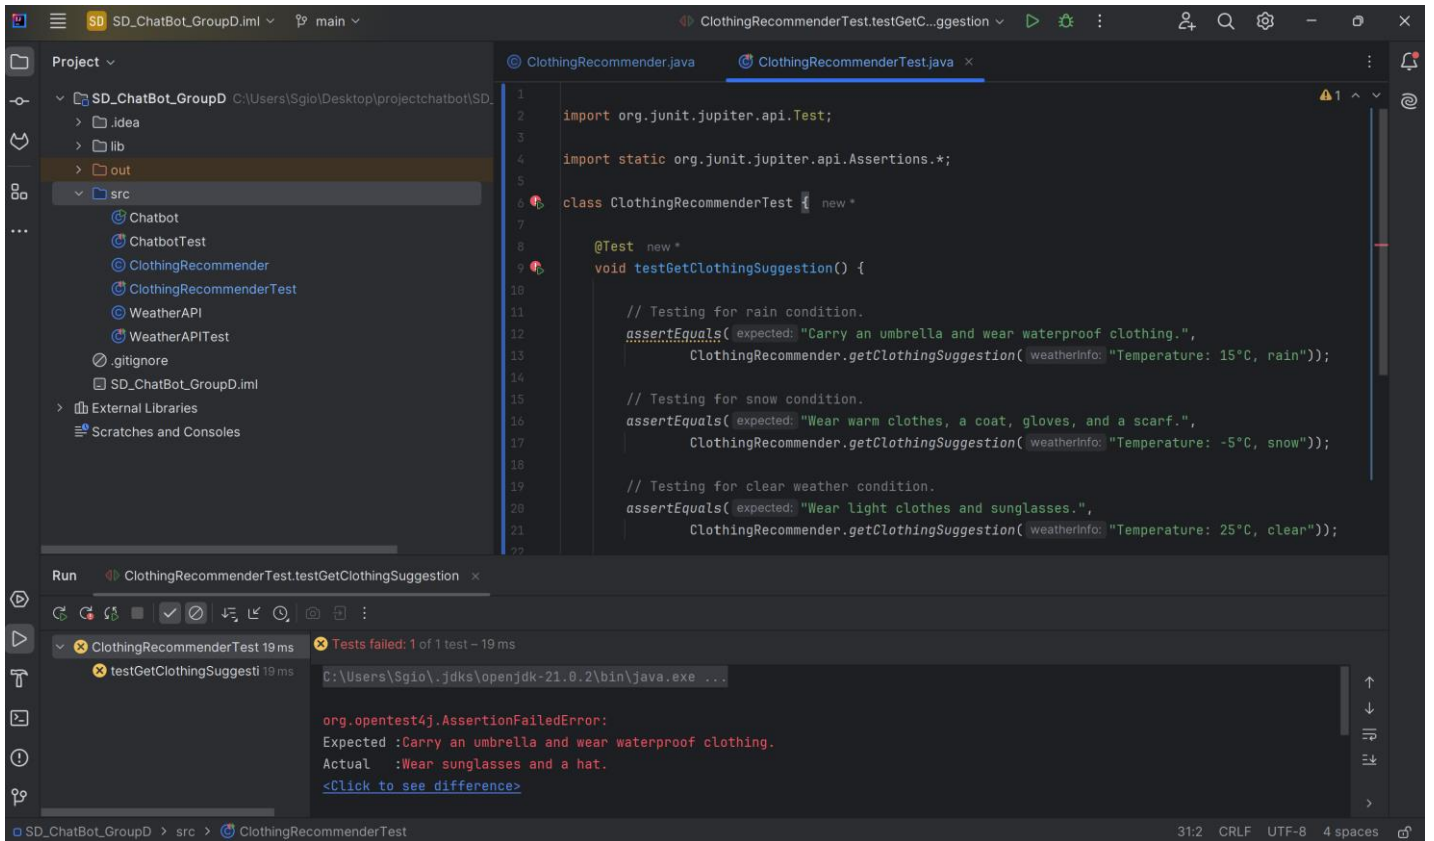 SD SD_ChatBot_GroupD.iml main ClothingRecommenderTest.testGetC...ggestion
Project
SD_ChatBot_GroupD C:\Users\Sgio\Desktop\projectchatbot\SD_
.idea
lib
out
src
Chatbot
ChatbotTest
ClothingRecommender
ClothingRecommenderTest
WeatherAPI
WeatherAPITest
.gitignore
SD_ChatBot_GroupD.iml
External Libraries
Scratches and Consoles
ClothingRecommender.java ClothingRecommenderTest.java
1
1
2 import org.junit.jupiter.api.Test;
3
4 import static org.junit.jupiter.api.Assertions.*;
5
6 class ClothingRecommenderTest { new *
7
8 @Test new *
9 void testGetClothingSuggestion() {
10
11 // Testing for rain condition.
12 assertEquals( expected: "Carry an umbrella and wear waterproof clothing.",
13 ClothingRecommender.getClothingSuggestion( weatherInfo: "Temperature: 15°C, rain"));
14
15 // Testing for snow condition.
16 assertEquals( expected: "Wear warm clothes, a coat, gloves, and a scarf.",
17 ClothingRecommender.getClothingSuggestion( weatherInfo: "Temperature: -5°C, snow"));
18
19 // Testing for clear weather condition.
20 assertEquals( expected: "Wear light clothes and sunglasses.",
21 ClothingRecommender.getClothingSuggestion( weatherInfo: "Temperature: 25°C, clear"));
22
Run ClothingRecommenderTest.testGetClothingSuggestion
ClothingRecommenderTest 19 ms
testGetClothingSuggesti 19 ms
Tests failed: 1 of 1 test – 19 ms
C:\Users\Sgio\.jdks\openjdk-21.0.2\bin\java.exe ...
org.opentest4j.AssertionFailedError:
Expected :Carry an umbrella and wear waterproof clothing.
Actual :Wear sunglasses and a hat.
<Click to see difference>
SD_ChatBot_GroupD > src > ClothingRecommenderTest 31:2 CRLF UTF-8 4 spaces